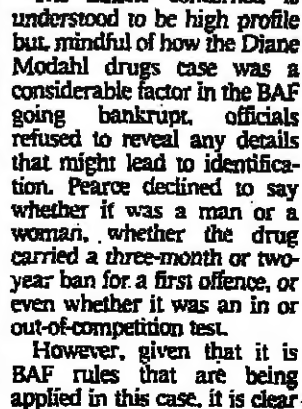 understood to be high profile
but, mindful of how the Diane
Modahl drugs case was a
considerable factor in the BAF
going bankrupt, officials
refused to reveal any details
that might lead to identifica-
tion. Pearce declined to say
whether it was a man or a
woman, whether the drug
carried a three-month or two-
year ban for a first offence, or
even whether it was an in or
out-of-competition test.
However, given that it is
BAF rules that are being
applied in this case, it is clear